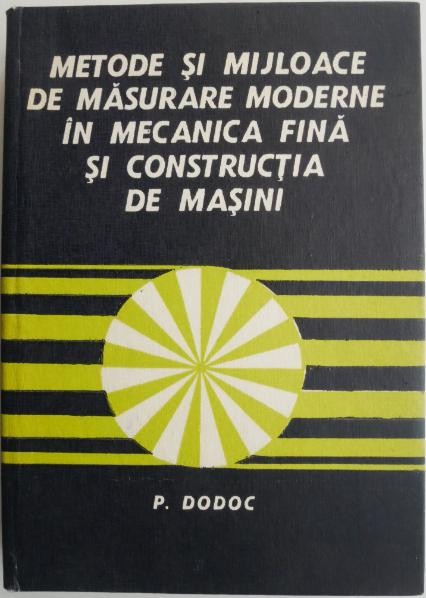 METODE ȘI MIJLOACE
DE MĂSURARE MODERNE
ÎN MECANICA FINĂ
ȘI CONSTRUCȚIA
DE MAȘINI
P. DODOC